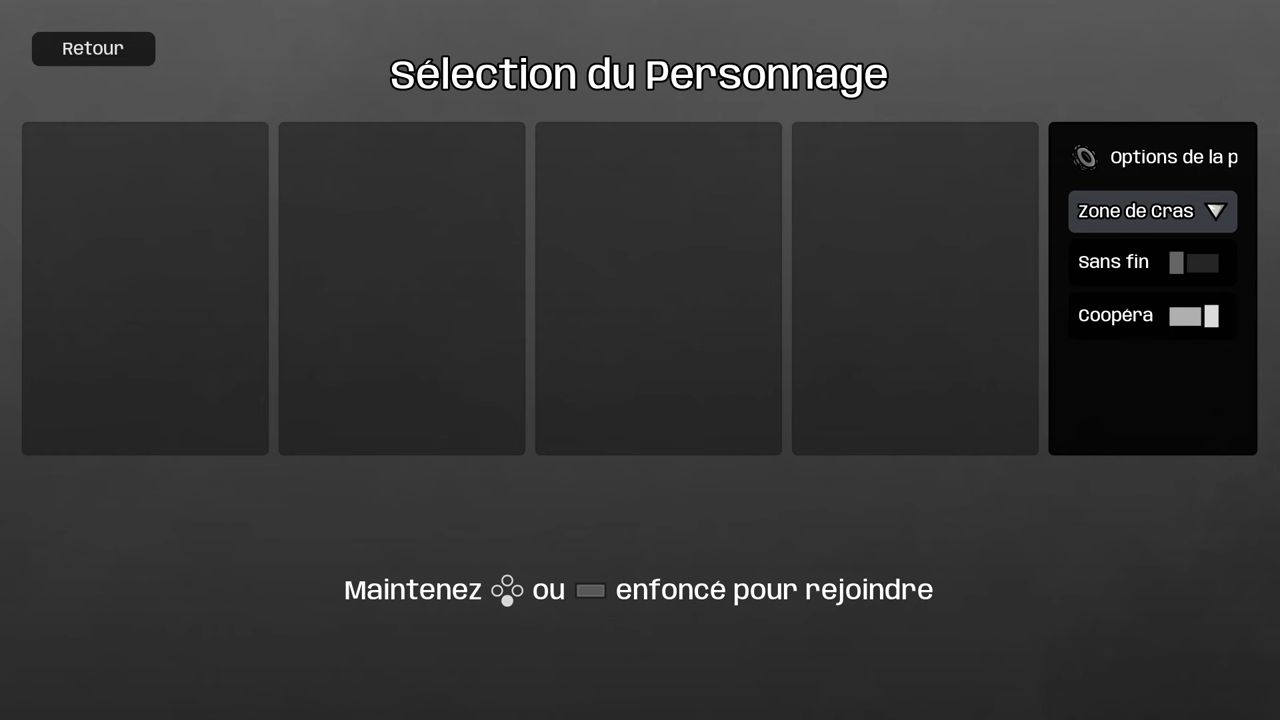 Retour
Sélection du Personnage
Options de la p
Zone de Cras
Sans fin
Coopéra
Maintenez ou enfoncé pour rejoindre